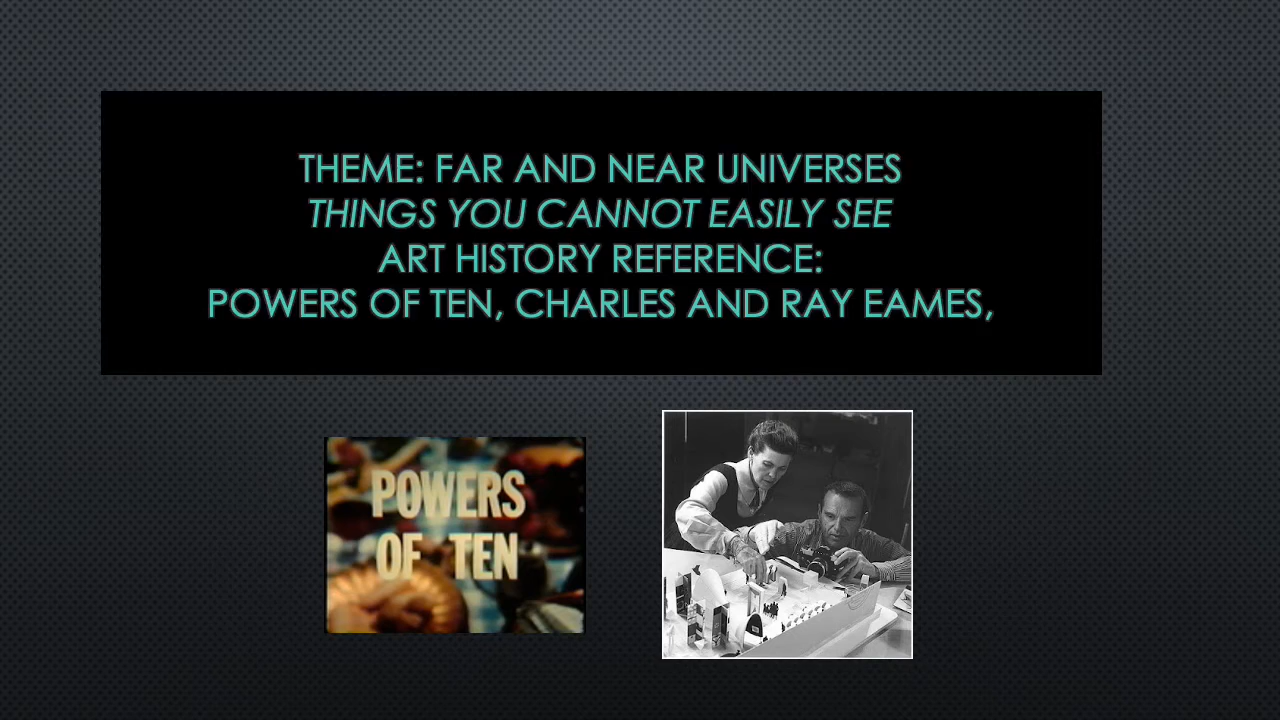 THEME: FAR AND NEAR UNIVERSES
THINGS YOU CANNOT EASILY SEE
ART HISTORY REFERENCE:
POWERS OF TEN, CHARLES AND RAY EAMES,
POWERS
OF TEN